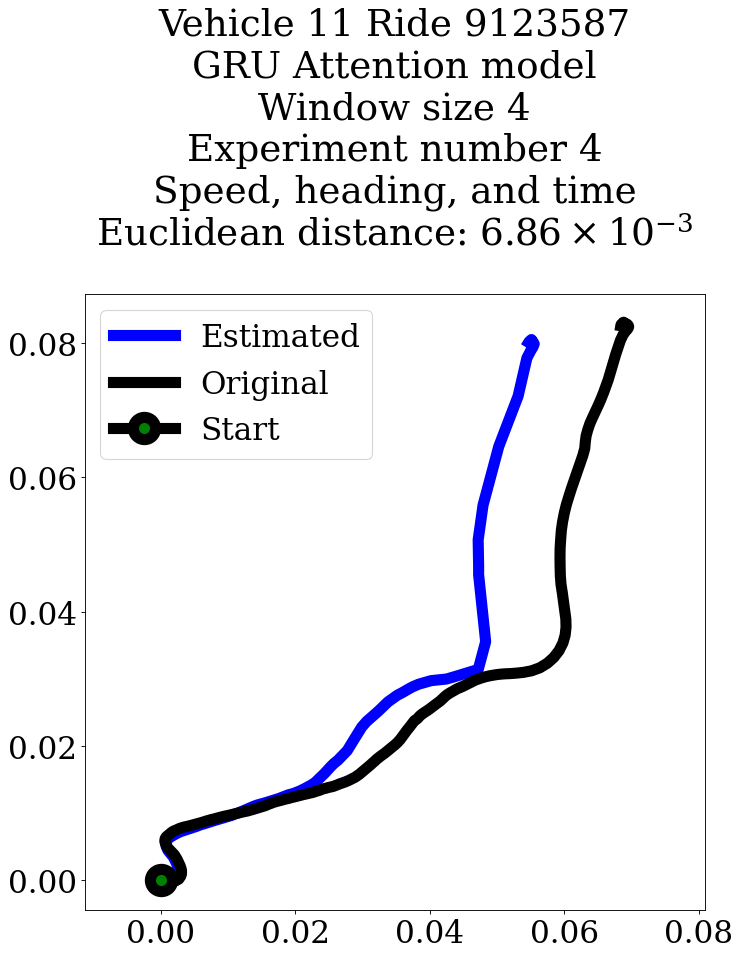 Vehicle 11 Ride 9123587
GRU Attention model
Window size 4
Experiment number 4
Speed, heading, and time
Euclidean distance: 6.86 × 10⁻³
Estimated
Original
Start
0.08
0.06
0.04
0.02
0.00
0.00 0.02 0.04 0.06 0.08